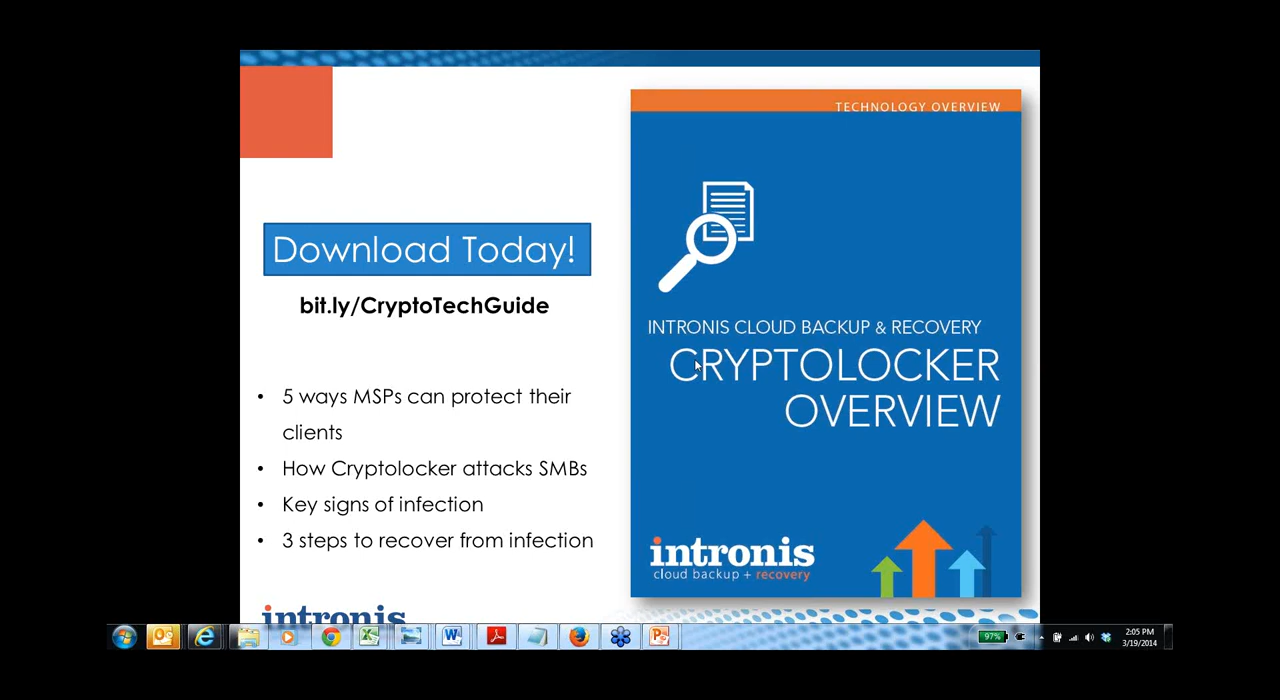 TECHNOLOGY OVERVIEW
Download Today!
bit.ly/CryptoTechGuide
• 5 ways MSPs can protect their
clients
• How Cryptolocker attacks SMBs
• Key signs of infection
• 3 steps to recover from infection
INTRONIS CLOUD BACKUP & RECOVERY
CRYPTOLOCKER
OVERVIEW
intronis
cloud backup + recovery
intronis
97%
2:05 PM
3/19/2014